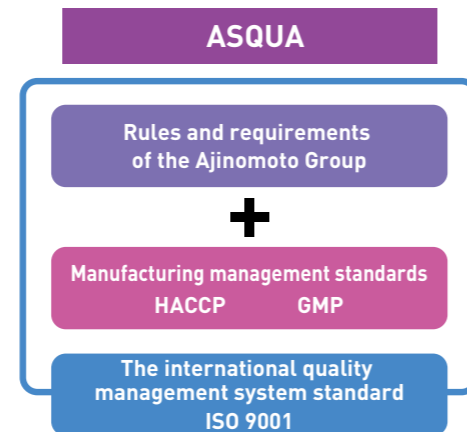 ASQUA
Rules and requirements
of the Ajinomoto Group
+
Manufacturing management standards
HACCP GMP
The international quality
management system standard
ISO 9001